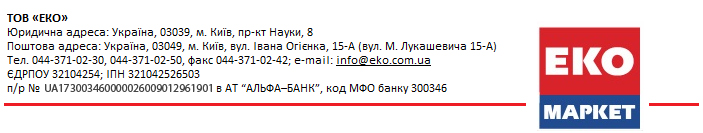 ТОВ «ЕКО»
Юридична адреса: Україна, 03039, м. Київ, пр-кт Науки, 8
Поштова адреса: Україна, 03049, м. Київ, вул. Івана Огієнка, 15-А (вул. М. Лукашевича 15-А)
Тел. 044-371-02-30, 044-371-02-50, факс 044-371-02-42; e-mail: info@eko.com.ua
ЄДРПОУ 32104254; ІПН 321042526503
п/р № UA173003460000026009012961901 в АТ “АЛЬФА–БАНК”, код МФО банку 300346
ЕКО
МАРКЕТ